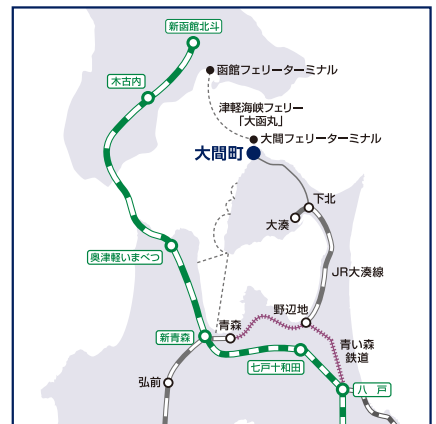 新函館北斗
函館フェリーターミナル
木古内
津軽海峡フェリー
「大函丸」
大間フェリーターミナル
大間町
下北
大湊
奥津軽いまべつ
JR大湊線
野辺地
青森
新青森
青い森
鉄道
七戸十和田
弘前
八　戸